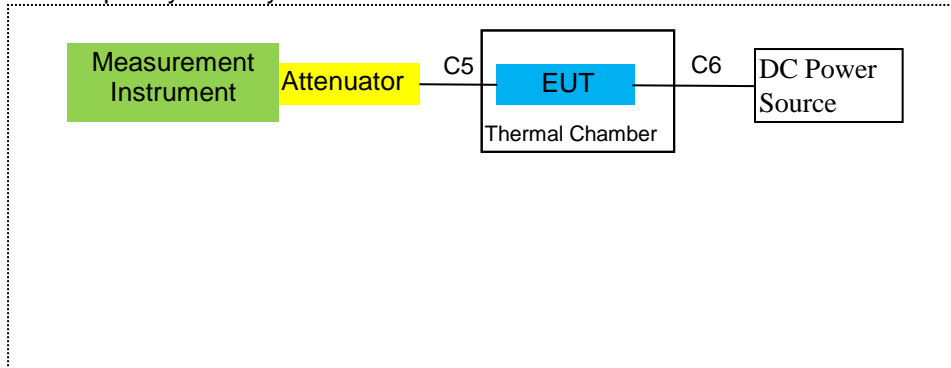 Measurement
Instrument
Attenuator
C5
EUT
Thermal Chamber
C6
DC Power
Source